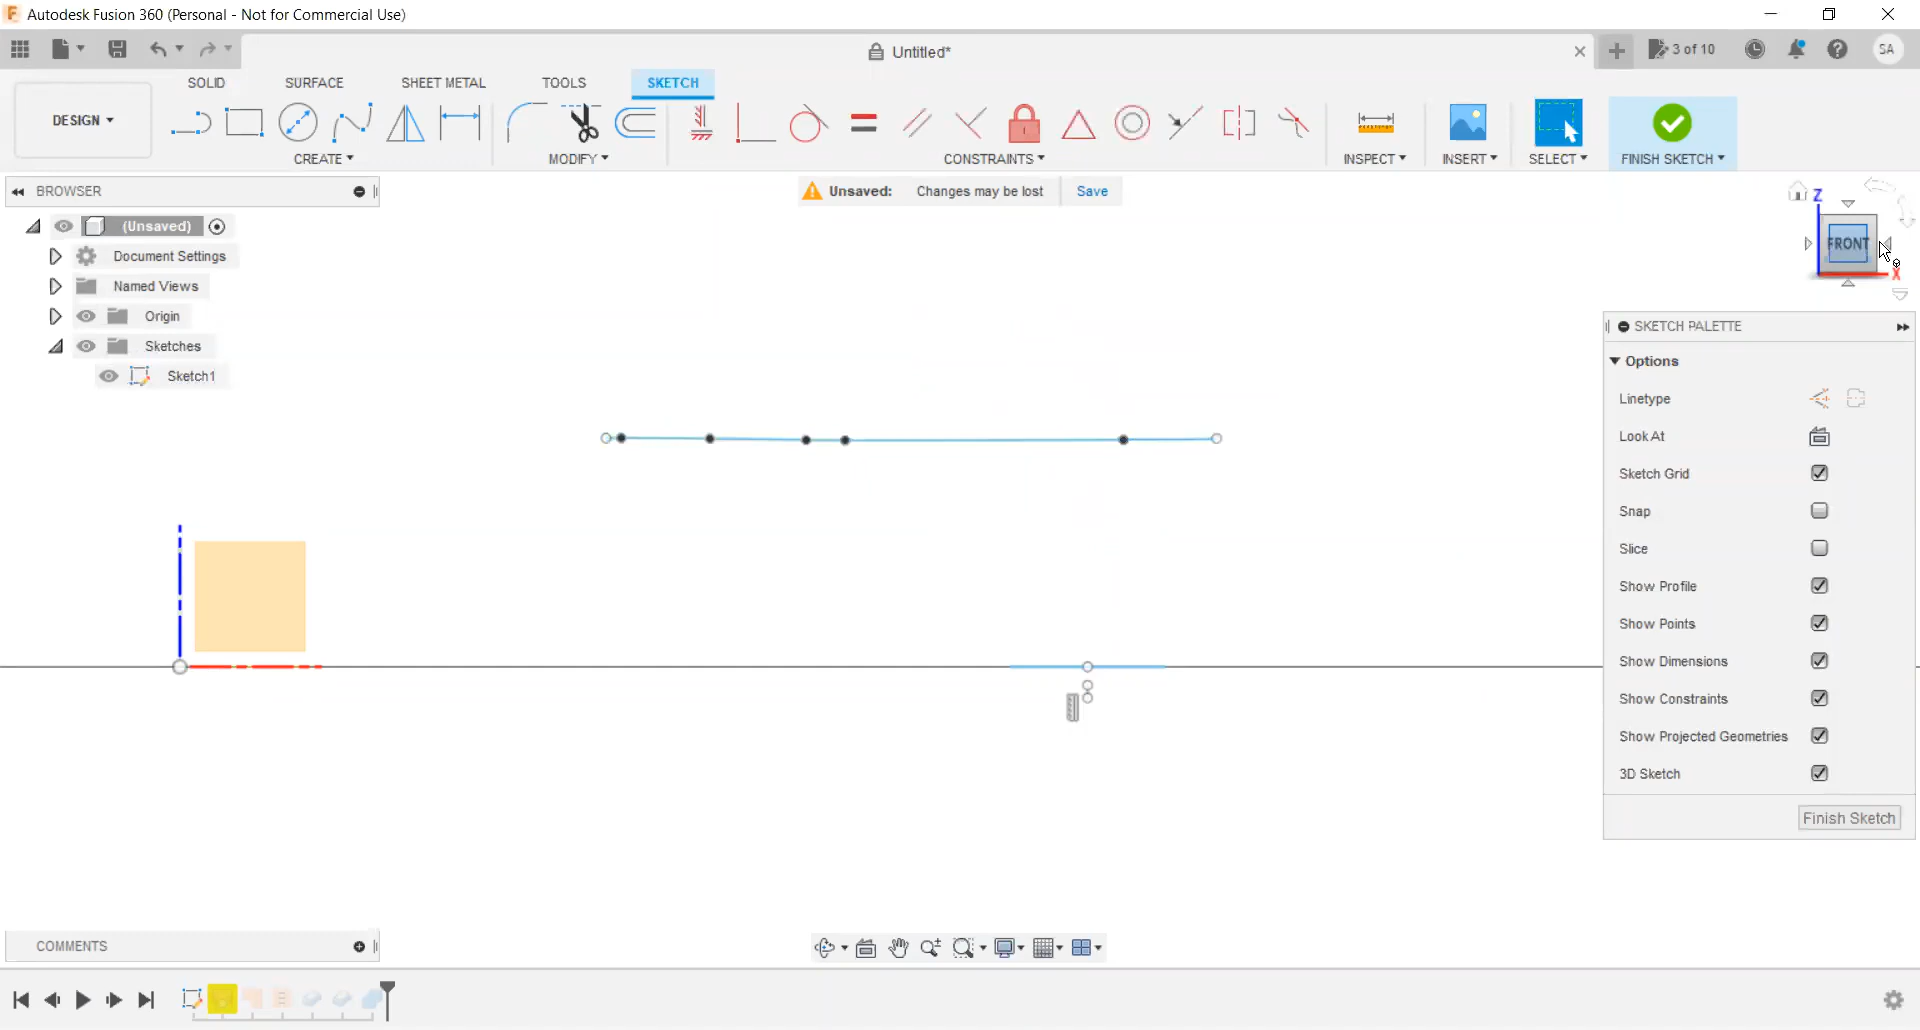 Autodesk Fusion 360 (Personal - Not for Commercial Use)
Untitled*
3 of 10
SA
SOLID
SURFACE
SHEET METAL
TOOLS
SKETCH
DESIGN
CREATE
MODIFY
CONSTRAINTS
INSPECT
INSERT
SELECT
FINISH SKETCH
BROWSER
Unsaved: Changes may be lost Save
(Unsaved)
Document Settings
Named Views
Origin
Sketches
Sketch1
Z
FRONT
X
SKETCH PALETTE
Options
Linetype
Look At
Sketch Grid
Snap
Slice
Show Profile
Show Points
Show Dimensions
Show Constraints
Show Projected Geometries
3D Sketch
Finish Sketch
COMMENTS